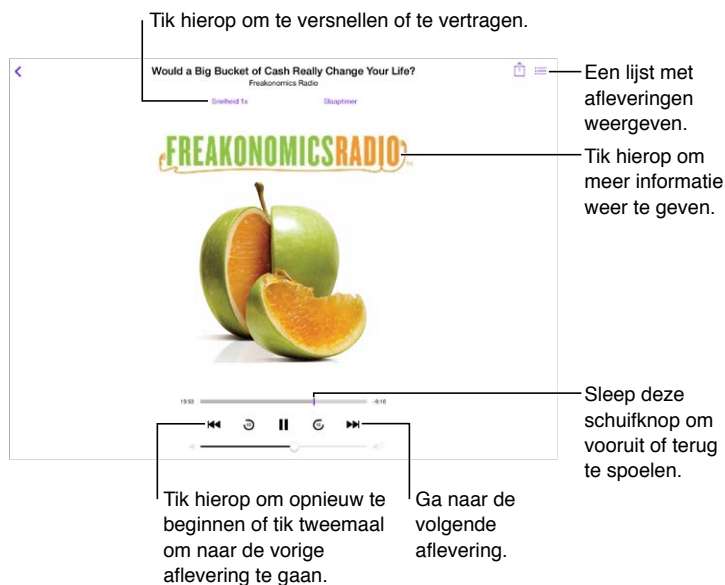 Tik hierop om te versnellen of te vertragen.
Would a Big Bucket of Cash Really Change Your Life?
Freakonomics Radio
Snelheid 1x
Slaaptimer
Een lijst met
afleveringen
weergeven.
FREAKONOMICSRADIO
Tik hierop om
meer informatie
weer te geven.
19:53
-9:16
15
15
Sleep deze
schuifknop om
vooruit of terug
te spoelen.
Tik hierop om opnieuw te
beginnen of tik tweemaal
om naar de vorige
aflevering te gaan.
Ga naar de
volgende
aflevering.